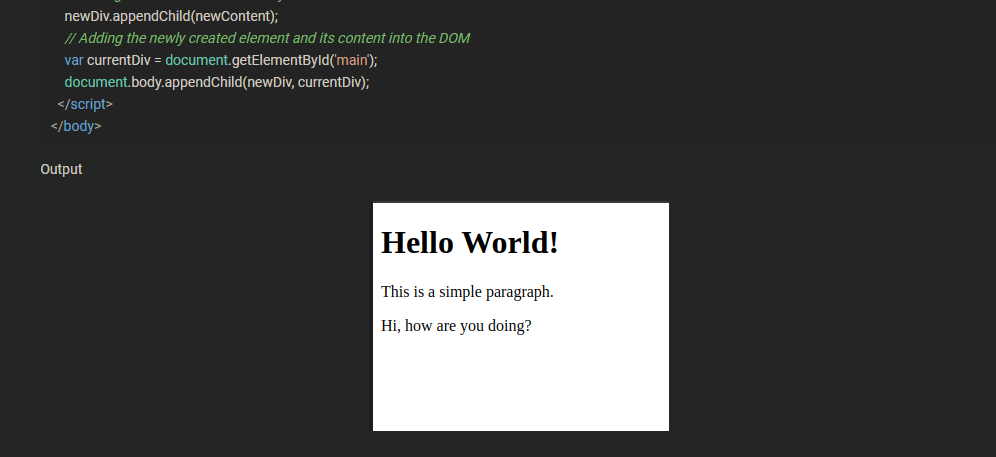 newDiv.appendChild(newContent);
// Adding the newly created element and its content into the DOM
var currentDiv = document.getElementById('main');
document.body.appendChild(newDiv, currentDiv);
</script>
</body>
Output
Hello World!
This is a simple paragraph.
Hi, how are you doing?